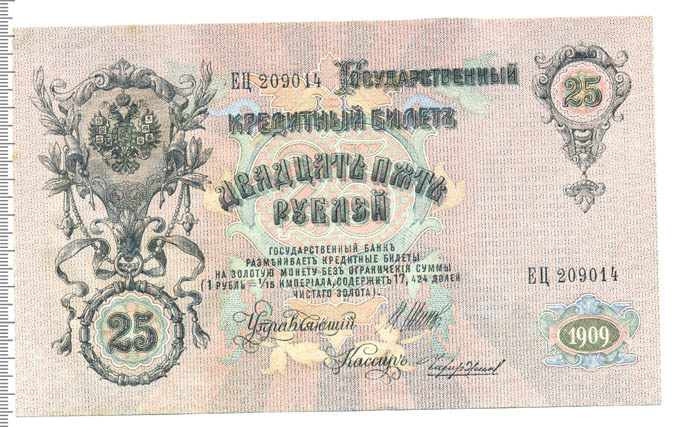 ЕЦ 209014
Государственный
25
Кредитный Билетъ
Двадцать пять
рублей
Государственный Банкъ
размѣниваетъ кредитные билеты
на золотую монету безъ ограниченія суммы
(1 рубль = 1/15 имперіала, содержитъ 17,424 долей
чистаго золота).
ЕЦ 209014
25
Управляющій
1909
Кассиръ